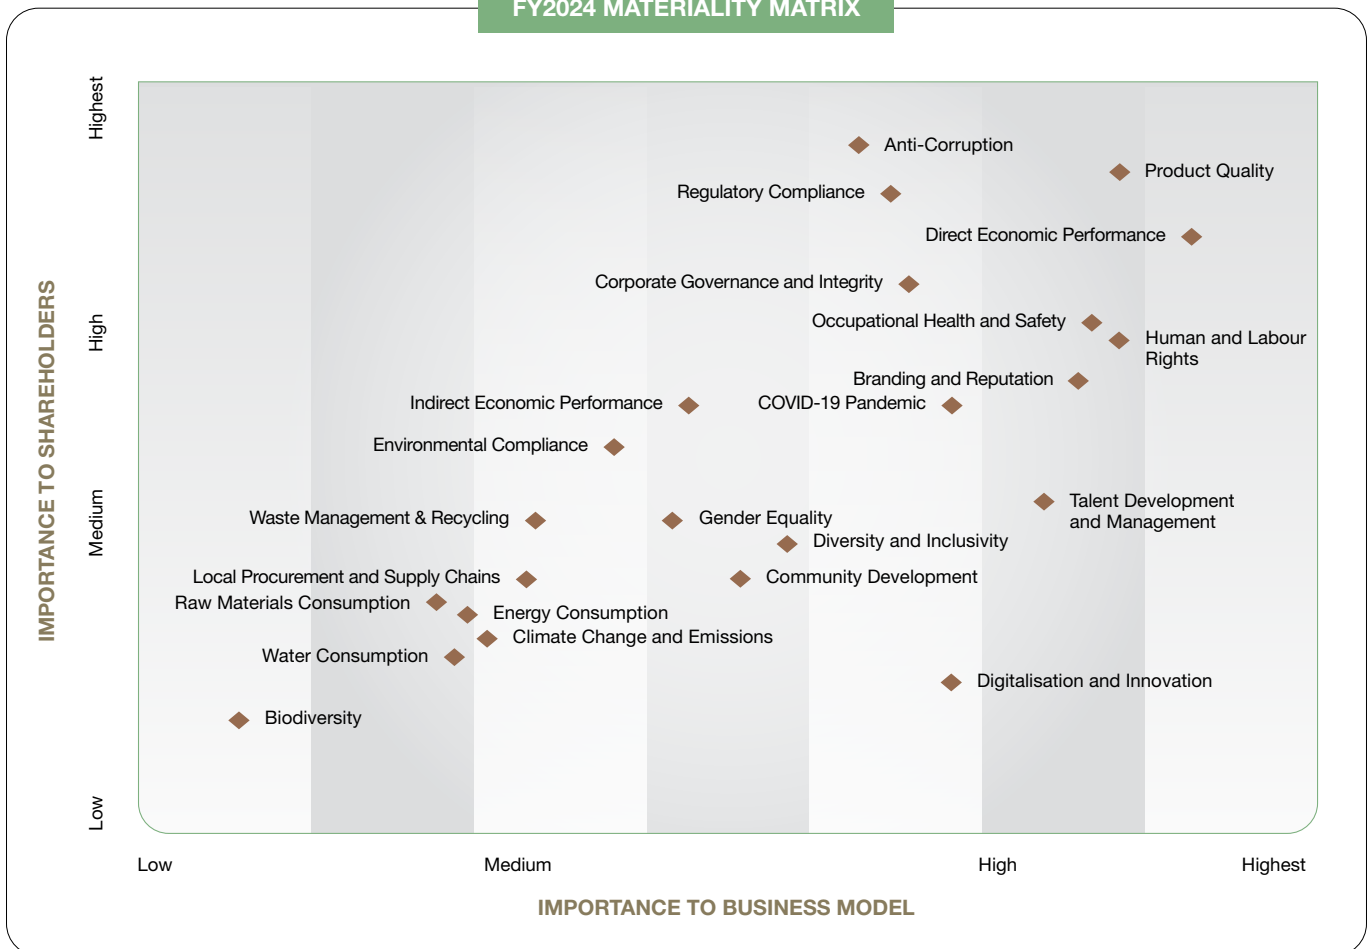 FY2024 MATERIALITY MATRIX
Highest
Anti-Corruption
Product Quality
Regulatory Compliance
Direct Economic Performance
Corporate Governance and Integrity
IMPORTANCE TO SHAREHOLDERS
High
Occupational Health and Safety
Human and Labour
Rights
Branding and Reputation
Indirect Economic Performance
COVID-19 Pandemic
Environmental Compliance
Medium
Talent Development
and Management
Waste Management & Recycling
Gender Equality
Diversity and Inclusivity
Local Procurement and Supply Chains
Community Development
Raw Materials Consumption
Energy Consumption
Climate Change and Emissions
Water Consumption
Digitalisation and Innovation
Biodiversity
Low
Low
Medium
High
Highest
IMPORTANCE TO BUSINESS MODEL